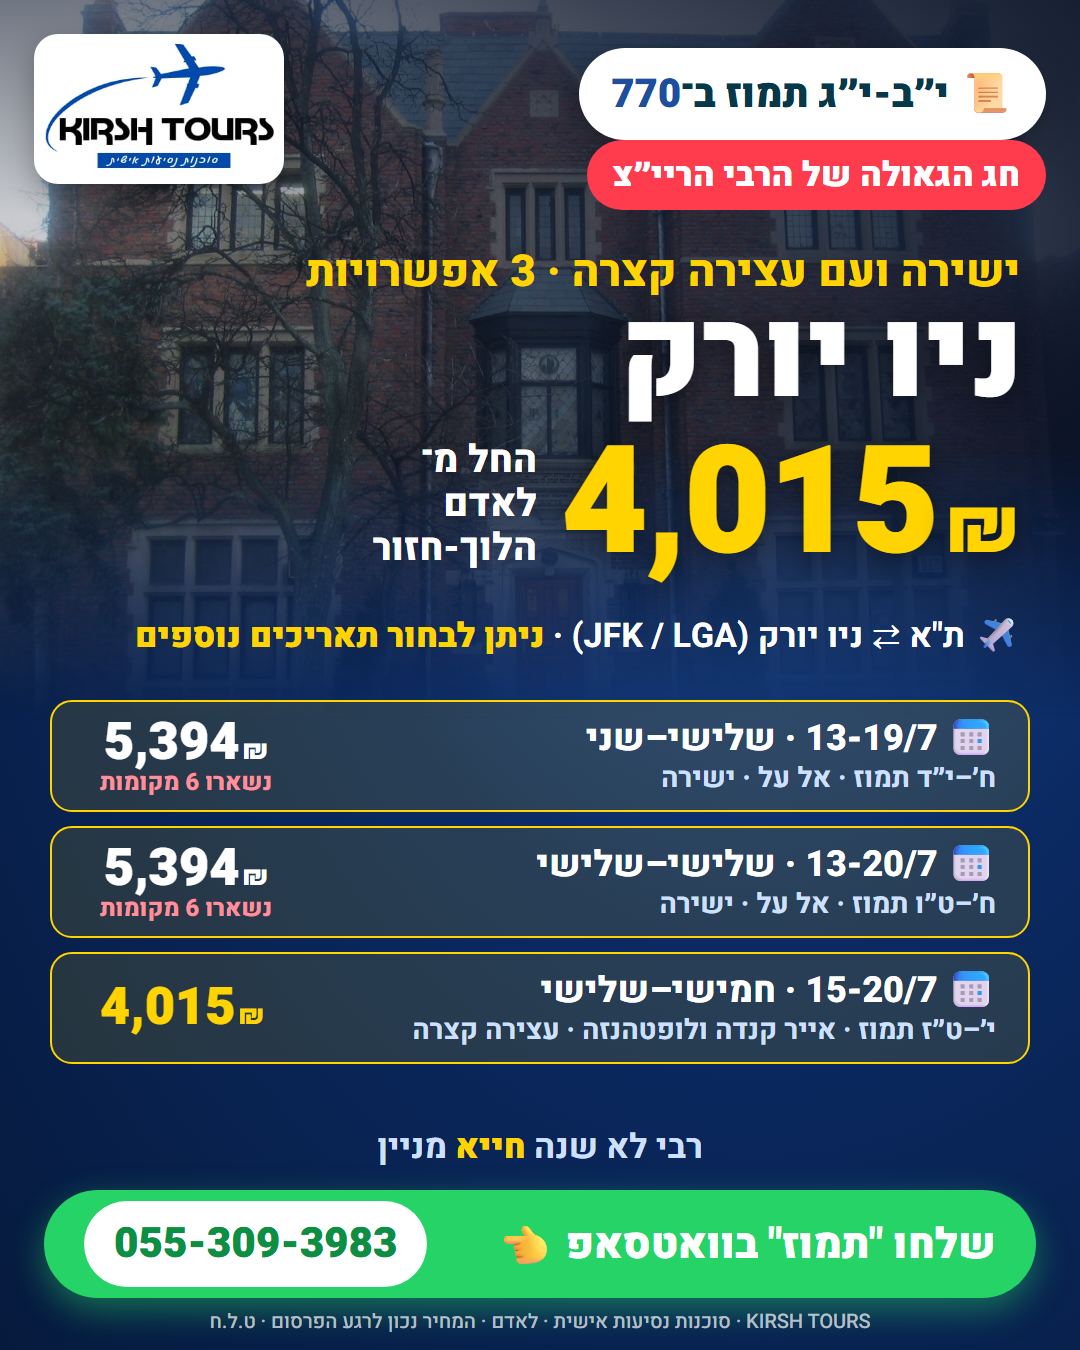 KIRSH TOURS
סוכנות נסיעות אישית
י״ב-י״ג תמוז ב־770
חג הגאולה של הרבי הריי״צ
ישירה ועם עצירה קצרה · 3 אפשרויות
ניו יורק
₪4,015
החל מ־
לאדם
הלוך-חזור
ת"א ⇄ ניו יורק (JFK / LGA) · ניתן לבחור תאריכים נוספים
13-19/7 · שלישי–שני
ח׳–י״ד תמוז · אל על · ישירה
₪5,394
נשארו 6 מקומות
13-20/7 · שלישי–שלישי
ח׳–ט״ו תמוז · אל על · ישירה
₪5,394
נשארו 6 מקומות
15-20/7 · חמישי–שלישי
י׳–ט״ז תמוז · אייר קנדה ולופטהנזה · עצירה קצרה
₪4,015
רבי לא שנה חייא מניין
שלחו "תמוז" בוואטסאפ 👈 055-309-3983
KIRSH TOURS · סוכנות נסיעות אישית · לאדם · המחיר נכון לרגע הפרסום · ט.ל.ח